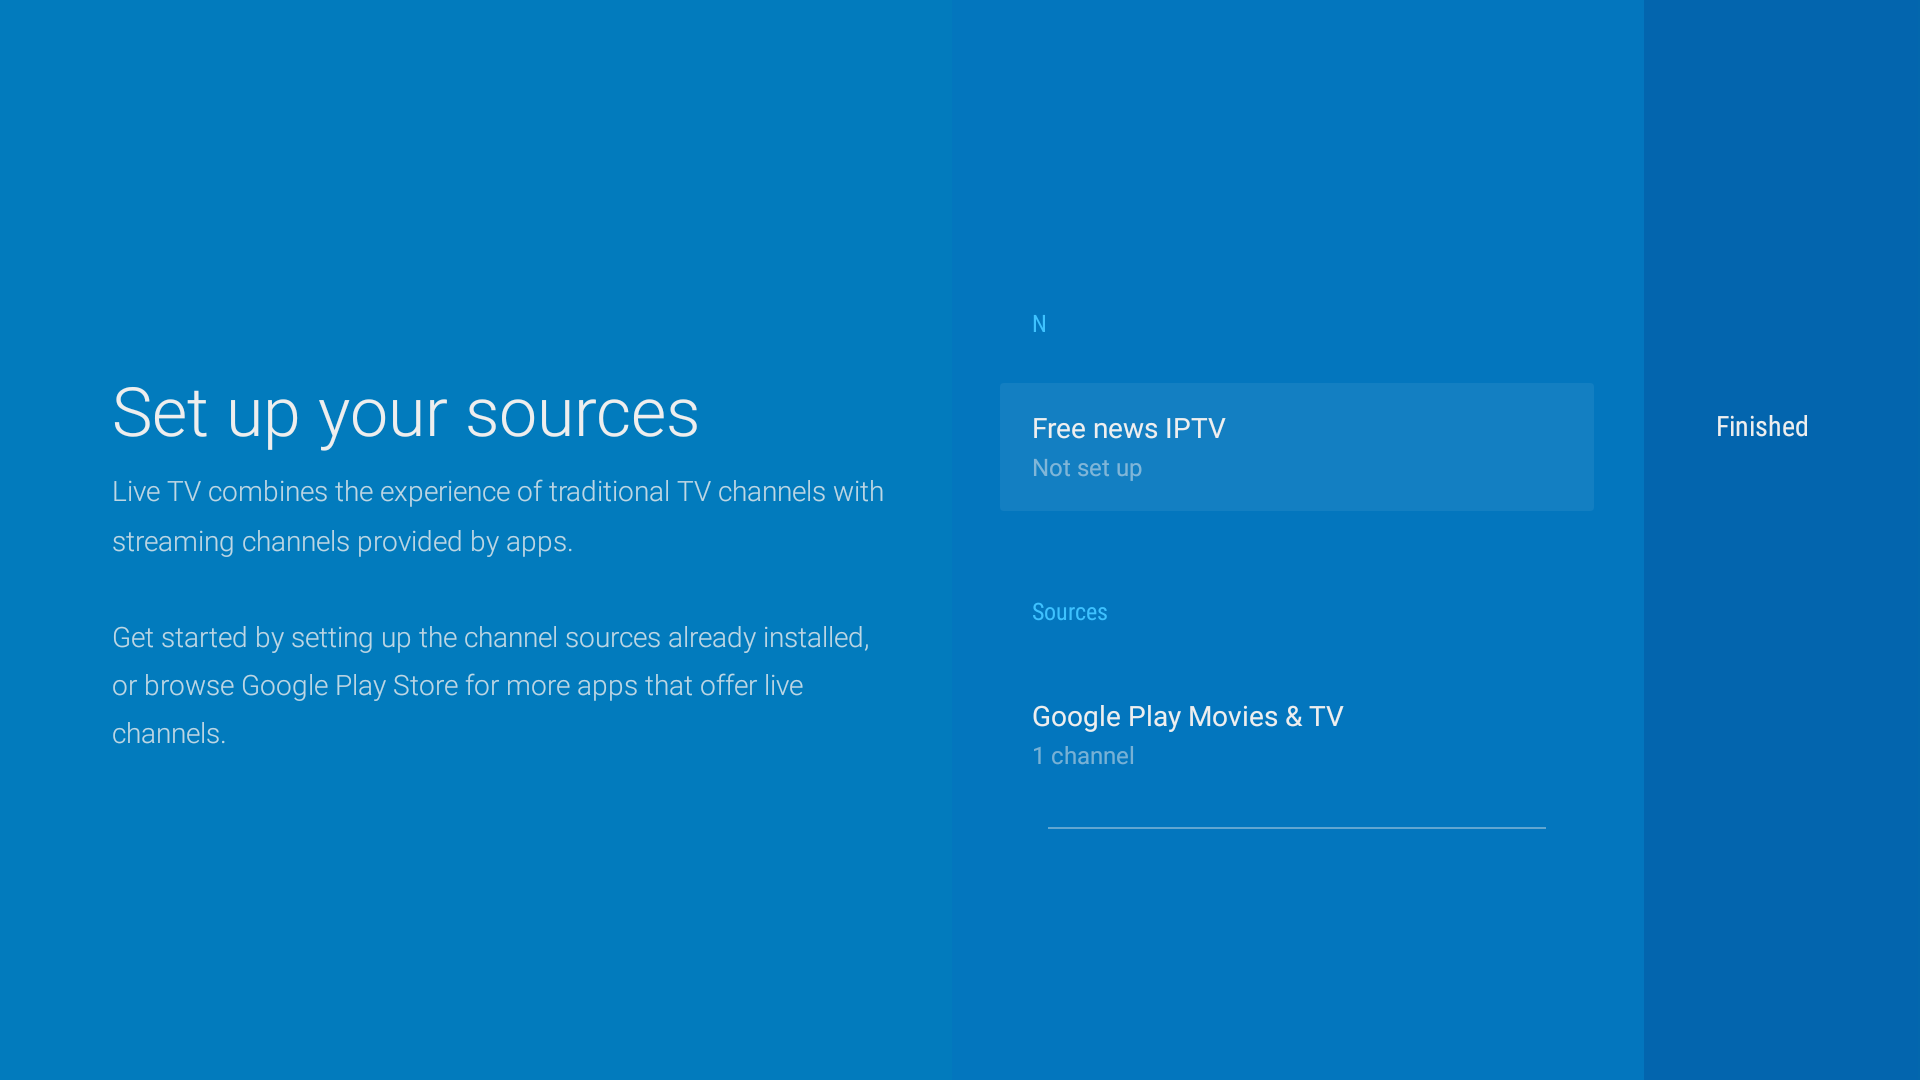 Set up your sources
Live TV combines the experience of traditional TV channels with
streaming channels provided by apps.
Get started by setting up the channel sources already installed,
or browse Google Play Store for more apps that offer live
channels.
N
Free news IPTV
Not set up
Sources
Google Play Movies & TV
1 channel
Finished